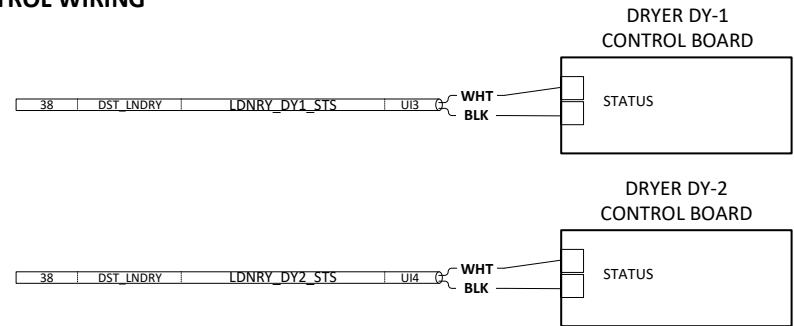 TROL WIRING
DRYER DY-1
CONTROL BOARD
38 DST_LNDRY LDNRY_DY1_STS UI3 WHT
BLK
STATUS
DRYER DY-2
CONTROL BOARD
38 DST_LNDRY LDNRY_DY2_STS UI4 WHT
BLK
STATUS